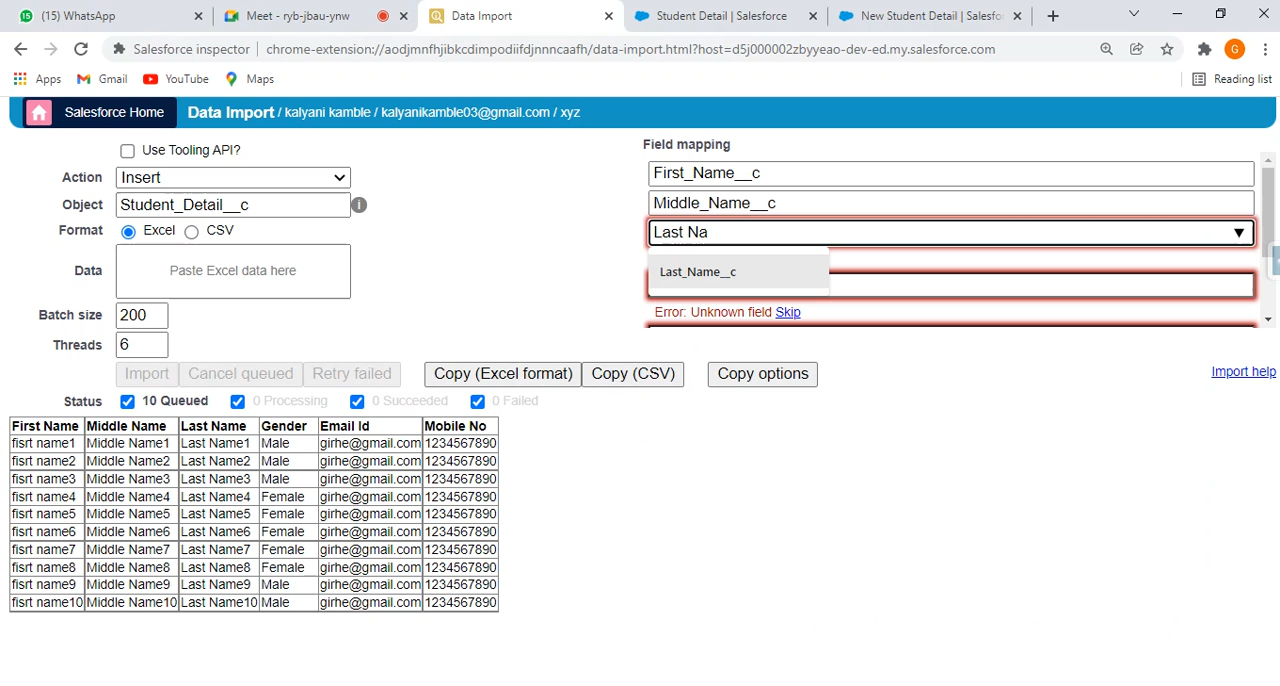 (15) WhatsApp
Meet - ryb-jbau-ynw
Data Import
Student Detail | Salesforce
New Student Detail | Salesfo
Salesforce inspector
chrome-extension://aodjmnfhjibkcdimpodiifdjnnncaafh/data-import.html?host=d5j000002zbyyeao-dev-ed.my.salesforce.com
G
Apps
Gmail
YouTube
Maps
Reading list
Salesforce Home
Data Import / kalyani kamble / kalyanikamble03@gmail.com / xyz
Use Tooling API?
Action Insert
Object Student_Detail__c
Format Excel CSV
Data Paste Excel data here
Batch size 200
Threads 6
Field mapping
First_Name__c
Middle_Name__c
Last Na
Last_Name__c
Error: Unknown field Skip
Import Cancel queued Retry failed Copy (Excel format) Copy (CSV) Copy options
Import help
Status 10 Queued 0 Processing 0 Succeeded 0 Failed
First Name Middle Name Last Name Gender Email Id Mobile No
fisrt name1 Middle Name1 Last Name1 Male girhe@gmail.com 1234567890
fisrt name2 Middle Name2 Last Name2 Male girhe@gmail.com 1234567890
fisrt name3 Middle Name3 Last Name3 Male girhe@gmail.com 1234567890
fisrt name4 Middle Name4 Last Name4 Female girhe@gmail.com 1234567890
fisrt name5 Middle Name5 Last Name5 Female girhe@gmail.com 1234567890
fisrt name6 Middle Name6 Last Name6 Female girhe@gmail.com 1234567890
fisrt name7 Middle Name7 Last Name7 Female girhe@gmail.com 1234567890
fisrt name8 Middle Name8 Last Name8 Female girhe@gmail.com 1234567890
fisrt name9 Middle Name9 Last Name9 Male girhe@gmail.com 1234567890
fisrt name10 Middle Name10 Last Name10 Male girhe@gmail.com 1234567890